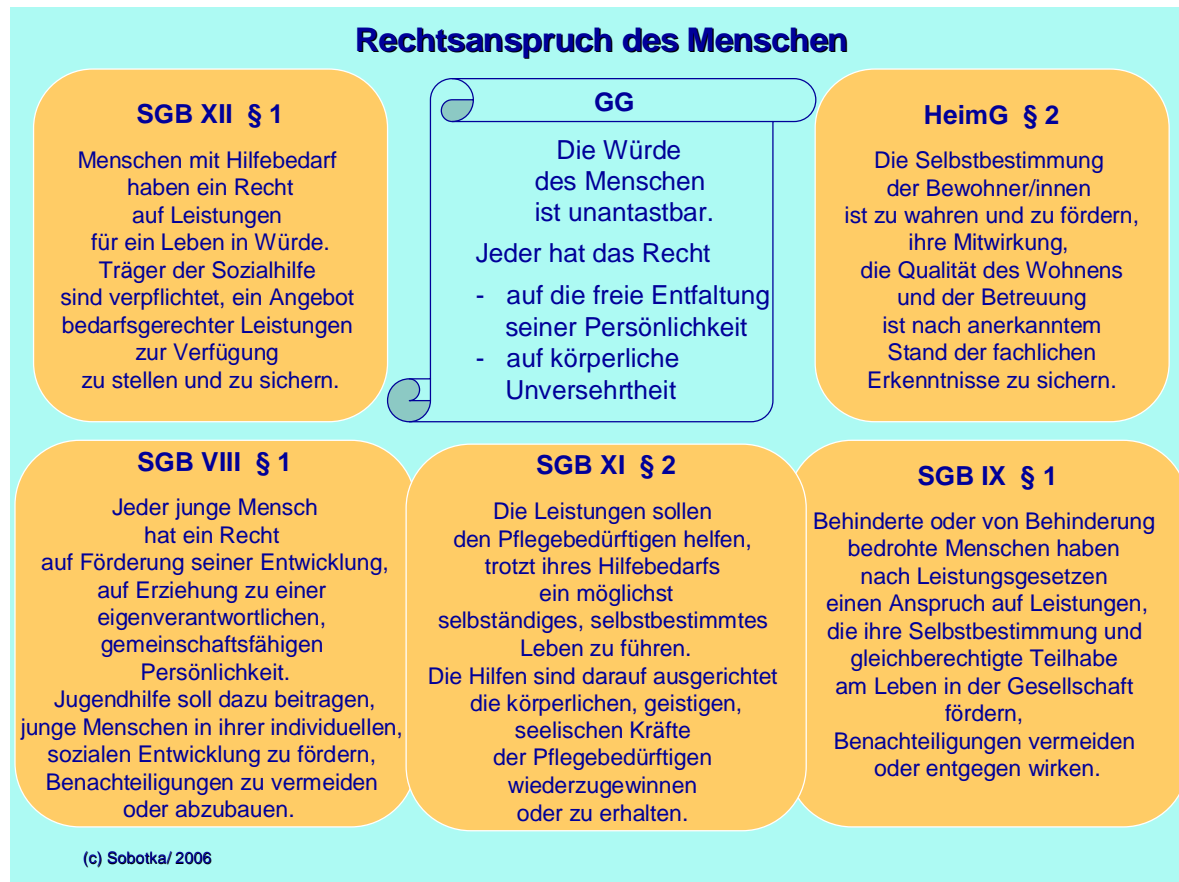 Rechtsanspruch des Menschen
SGB XII § 1
Menschen mit Hilfebedarf
haben ein Recht
auf Leistungen
für ein Leben in Würde.
Träger der Sozialhilfe
sind verpflichtet, ein Angebot
bedarfsgerechter Leistungen
zur Verfügung
zu stellen und zu sichern.
GG
Die Würde
des Menschen
ist unantastbar.
Jeder hat das Recht
- auf die freie Entfaltung
seiner Persönlichkeit
- auf körperliche
Unversehrtheit
HeimG § 2
Die Selbstbestimmung
der Bewohner/innen
ist zu wahren und zu fördern,
ihre Mitwirkung,
die Qualität des Wohnens
und der Betreuung
ist nach anerkanntem
Stand der fachlichen
Erkenntnisse zu sichern.
SGB VIII § 1
Jeder junge Mensch
hat ein Recht
auf Förderung seiner Entwicklung,
auf Erziehung zu einer
eigenverantwortlichen,
gemeinschaftsfähigen
Persönlichkeit.
Jugendhilfe soll dazu beitragen,
junge Menschen in ihrer individuellen,
sozialen Entwicklung zu fördern,
Benachteiligungen zu vermeiden
oder abzubauen.
SGB XI § 2
Die Leistungen sollen
den Pflegebedürftigen helfen,
trotzt ihres Hilfebedarfs
ein möglichst
selbständiges, selbstbestimmtes
Leben zu führen.
Die Hilfen sind darauf ausgerichtet
die körperlichen, geistigen,
seelischen Kräfte
der Pflegebedürftigen
wiederzugewinnen
oder zu erhalten.
SGB IX § 1
Behinderte oder von Behinderung
bedrohte Menschen haben
nach Leistungsgesetzen
einen Anspruch auf Leistungen,
die ihre Selbstbestimmung und
gleichberechtigte Teilhabe
am Leben in der Gesellschaft
fördern,
Benachteiligungen vermeiden
oder entgegen wirken.
(c) Sobotka/ 2006